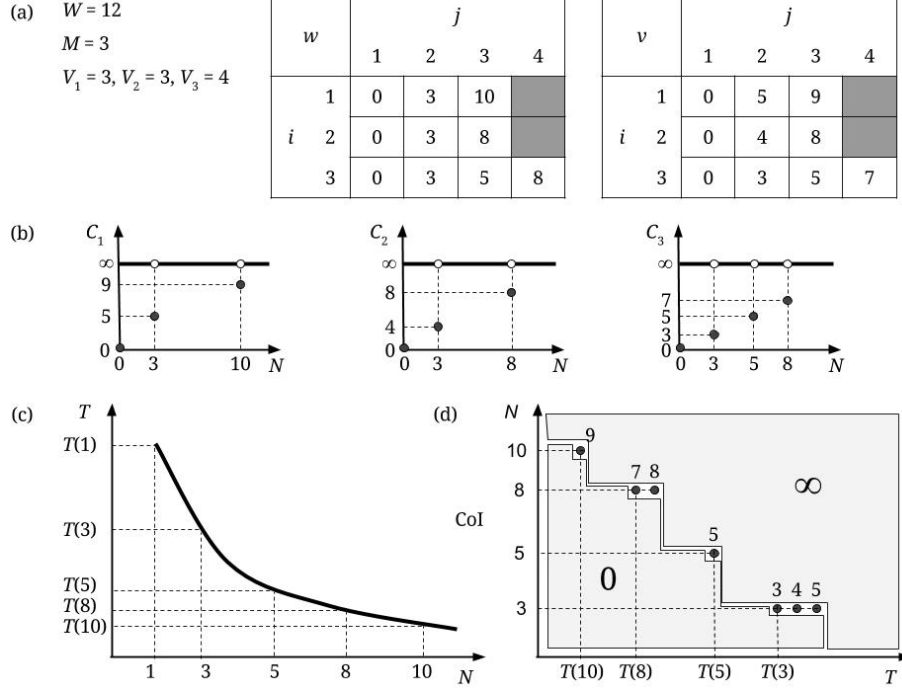 (a)
W = 12
M = 3
V₁ = 3, V₂ = 3, V₃ = 4
w j
1 2 3 4
1 0 3 10
i 2 0 3 8
3 0 3 5 8
v j
1 2 3 4
1 0 5 9
i 2 0 4 8
3 0 3 5 7
(b)
C₁
∞
9
5
0
0 3 10 N
C₂
∞
8
4
0
0 3 8 N
C₃
∞
7
5
3
0
0 3 5 8 N
(c)
T
T(1)
T(3)
T(5)
T(8)
T(10)
1 3 5 8 10 N
(d)
N
CoI
10
8
5
3
9
7 8
∞
5
0
3 4 5
T(10) T(8) T(5) T(3) T